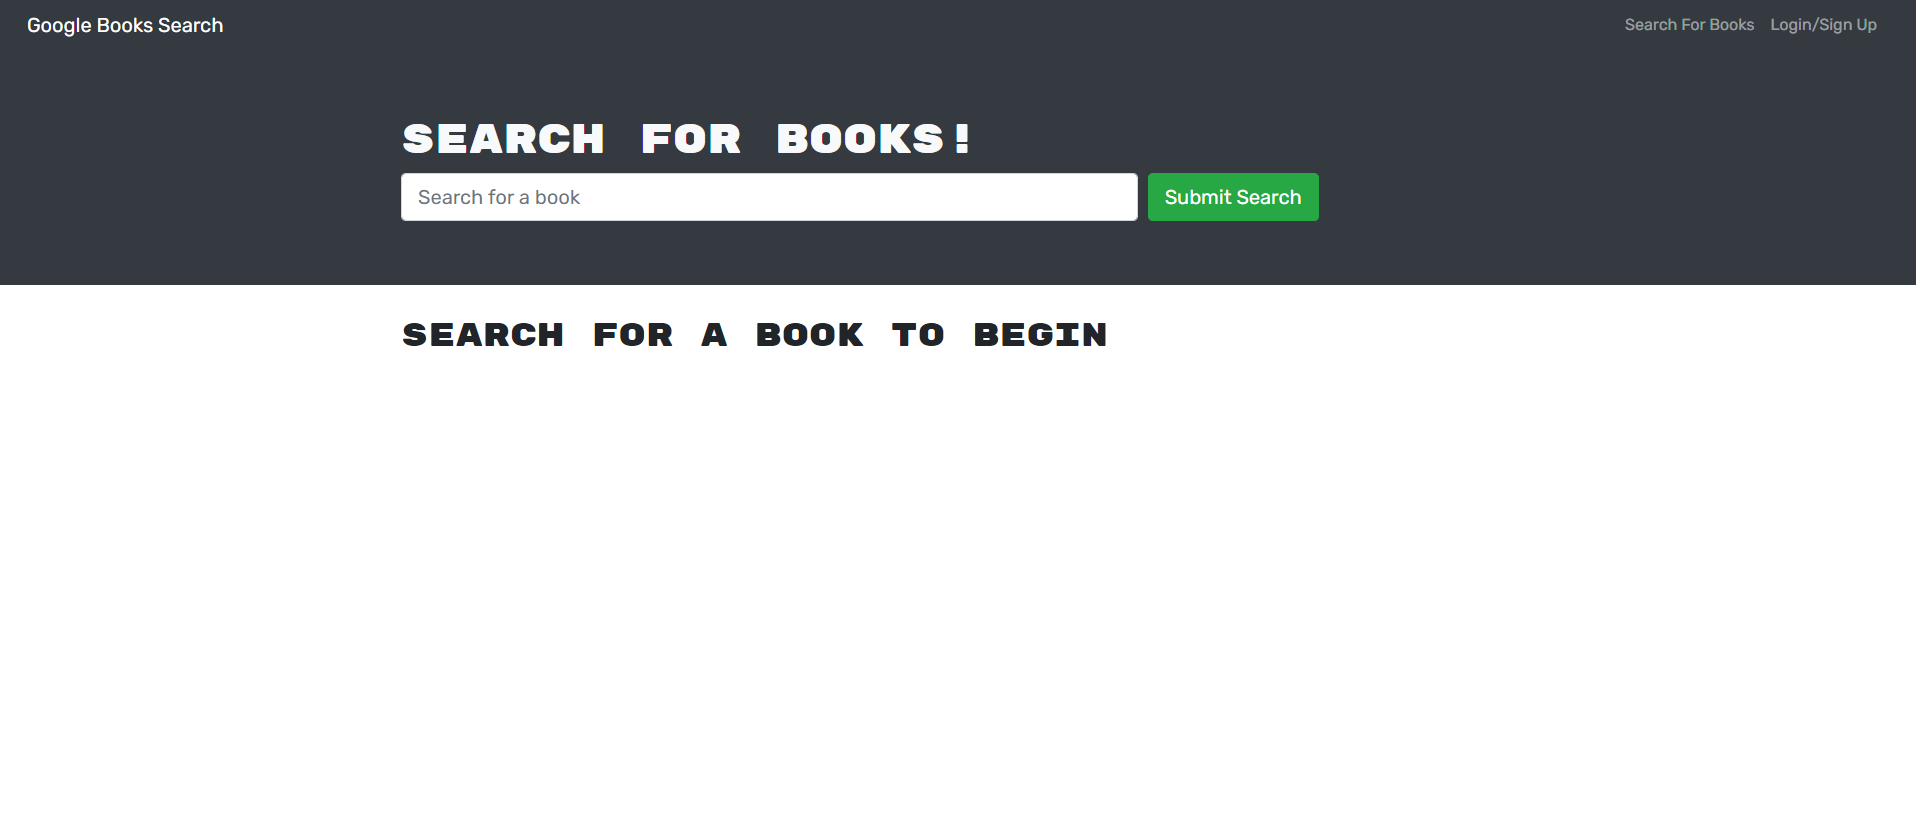 Google Books Search
Search For Books
Login/Sign Up
SEARCH FOR BOOKS!
Search for a book
Submit Search
SEARCH FOR A BOOK TO BEGIN